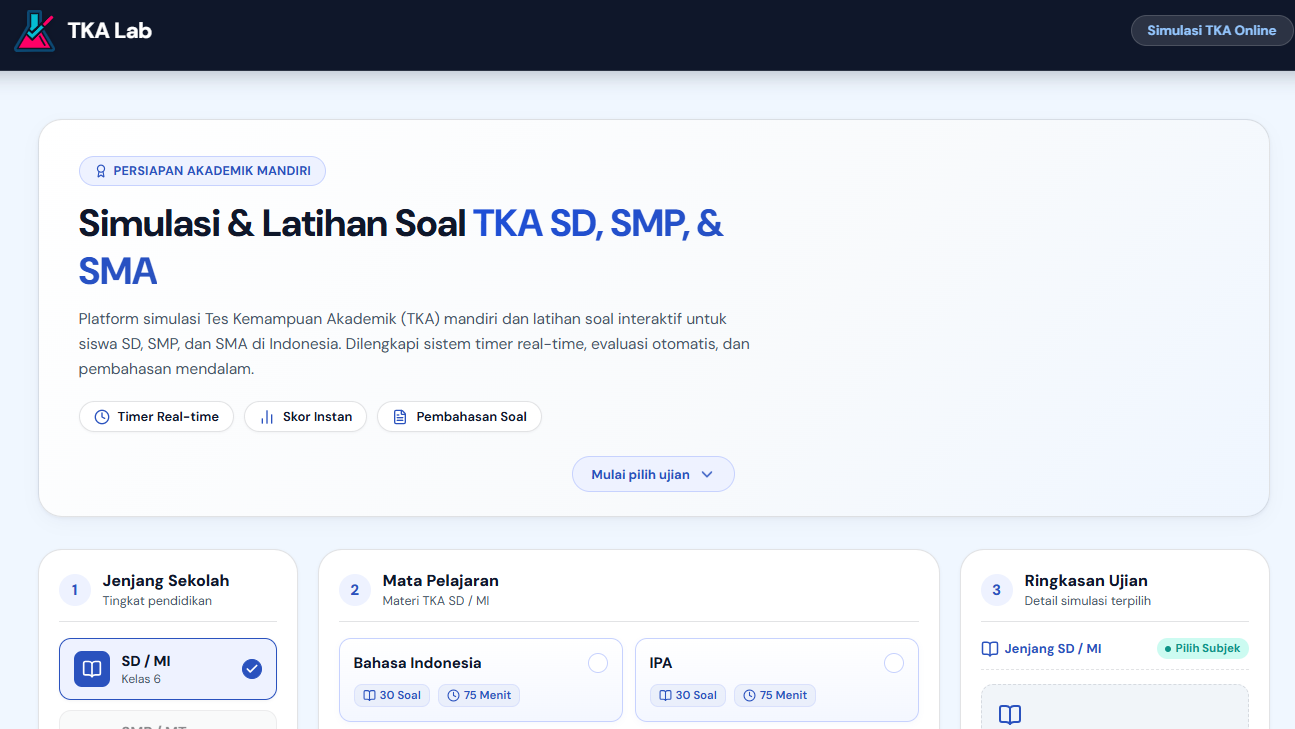 TKA Lab
Simulasi TKA Online
PERSIAPAN AKADEMIK MANDIRI
Simulasi & Latihan Soal TKA SD, SMP, &
SMA
Platform simulasi Tes Kemampuan Akademik (TKA) mandiri dan latihan soal interaktif untuk
siswa SD, SMP, dan SMA di Indonesia. Dilengkapi sistem timer real-time, evaluasi otomatis, dan
pembahasan mendalam.
Timer Real-time
Skor Instan
Pembahasan Soal
Mulai pilih ujian
1
Jenjang Sekolah
Tingkat pendidikan
SD / MI
Kelas 6
2
Mata Pelajaran
Materi TKA SD / MI
Bahasa Indonesia
30 Soal
75 Menit
IPA
30 Soal
75 Menit
3
Ringkasan Ujian
Detail simulasi terpilih
Jenjang SD / MI
Pilih Subjek